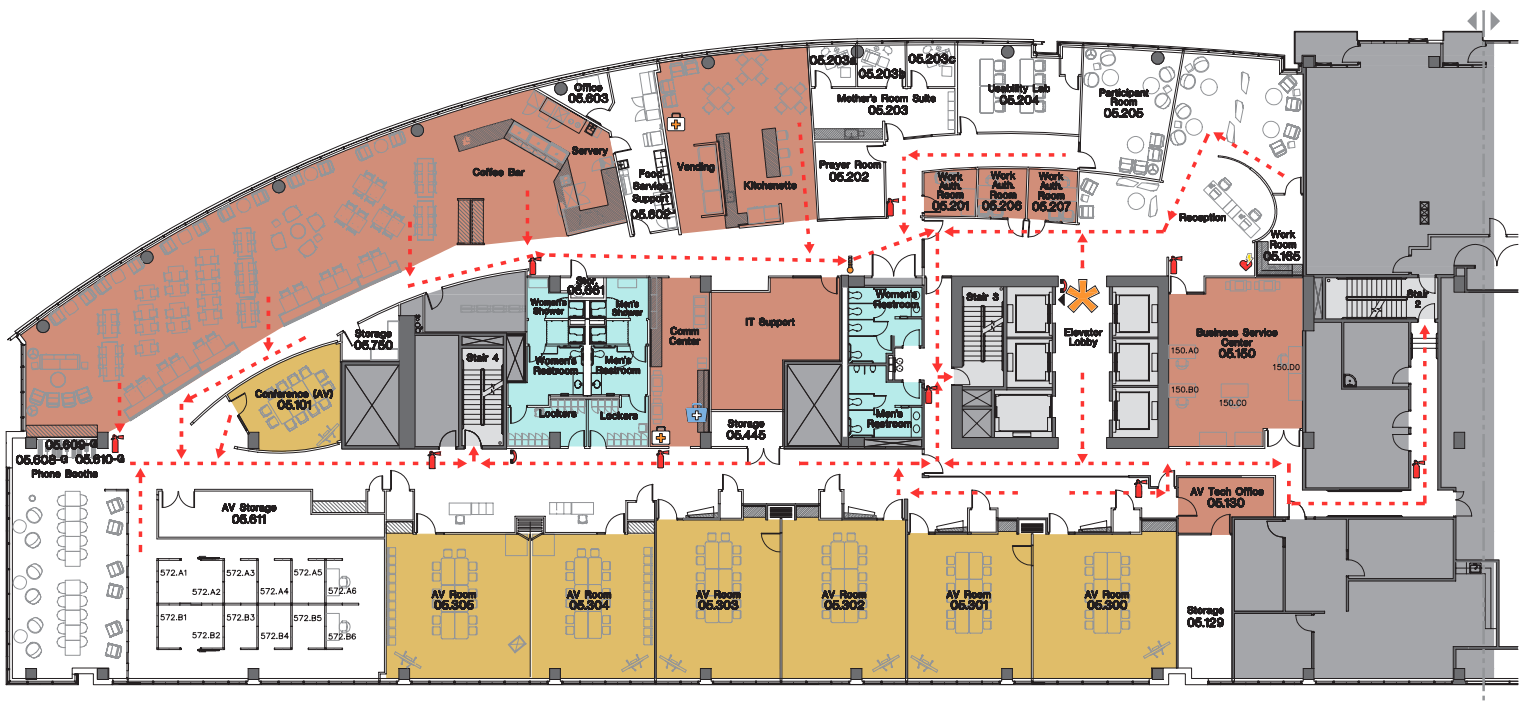 05.203a
05.203b
05.203c
Mother's Room Suite
05.203
Usability Lab
05.204
Participant
Room
05.205
Office
05.603
Servery
Coffee Bar
Food
Service
Support
05.602
Vending
Kitchenette
Prayer Room
05.202
Work
Auth.
Room
05.201
Work
Auth.
Room
05.206
Work
Auth.
Room
05.207
Reception
Work
Room
05.165
Storage
05.750
05.661
Women's
Shower
Men's
Shower
Women's
Restroom
Men's
Restroom
Lockers
Lockers
Stair 4
Comm
Center
IT Support
Storage
05.445
Women's
Restroom
Men's
Restroom
Stair 3
Elevator
Lobby
Business Service
Center
05.150
150.A0
150.B0
150.C0
150.D0
Stair
2
Conference (AV)
05.101
05.609-G
05.608-G
05.610-G
Phone Booths
AV Storage
05.611
AV Tech Office
05.130
572.A1
572.A2
572.A3
572.A4
572.A5
572.A6
572.B1
572.B2
572.B3
572.B4
572.B5
572.B6
AV Room
05.305
AV Room
05.304
AV Room
05.303
AV Room
05.302
AV Room
05.301
AV Room
05.300
Storage
05.129